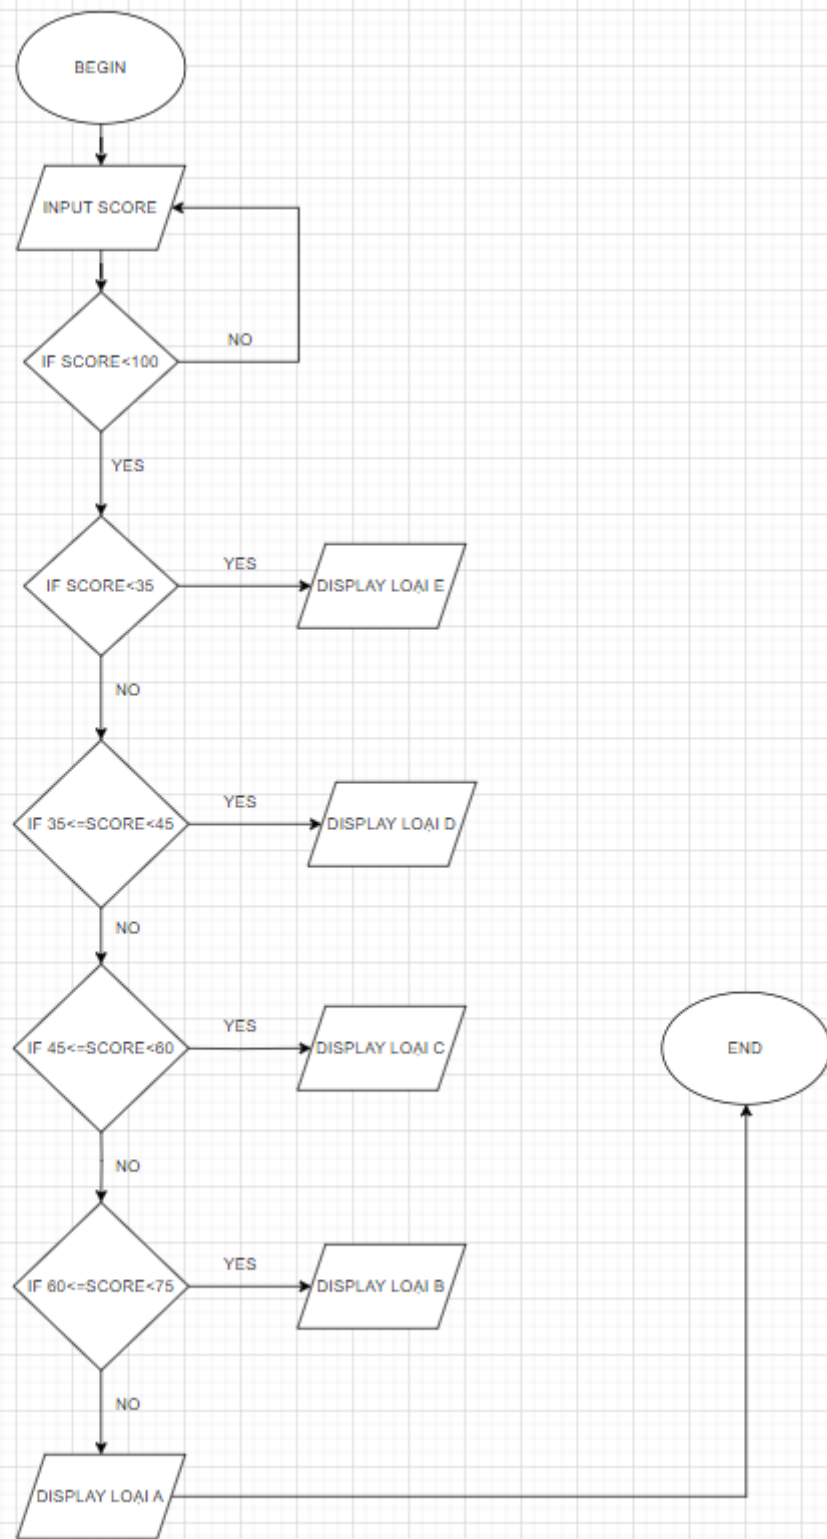 BEGIN
INPUT SCORE
NO
IF SCORE<100
YES
YES
IF SCORE<35
DISPLAY LOẠI E
NO
YES
IF 35<=SCORE<45
DISPLAY LOẠI D
NO
YES
IF 45<=SCORE<60
DISPLAY LOẠI C
END
NO
YES
IF 60<=SCORE<75
DISPLAY LOẠI B
NO
DISPLAY LOẠI A